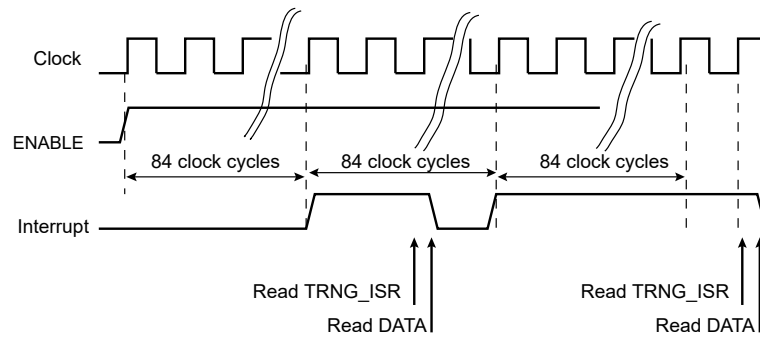 Clock
ENABLE
84 clock cycles 84 clock cycles 84 clock cycles
Interrupt
Read TRNG_ISR Read TRNG_ISR
Read DATA Read DATA